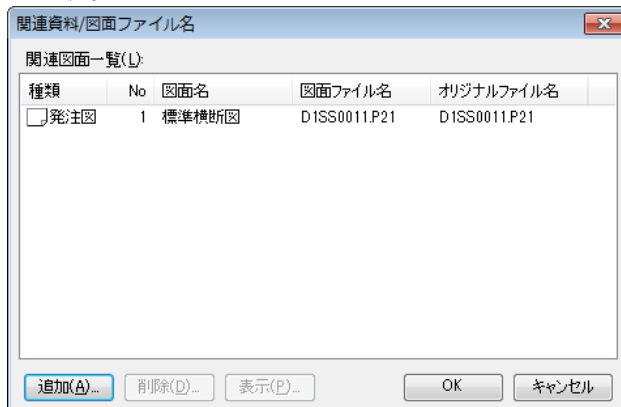 関連資料/図面ファイル名
関連図面一覧(L):
種類 No 図面名 図面ファイル名 オリジナルファイル名
発注図 1 標準横断図 D1SS0011.P21 D1SS0011.P21
追加(A)... 削除(D)... 表示(P)... OK キャンセル